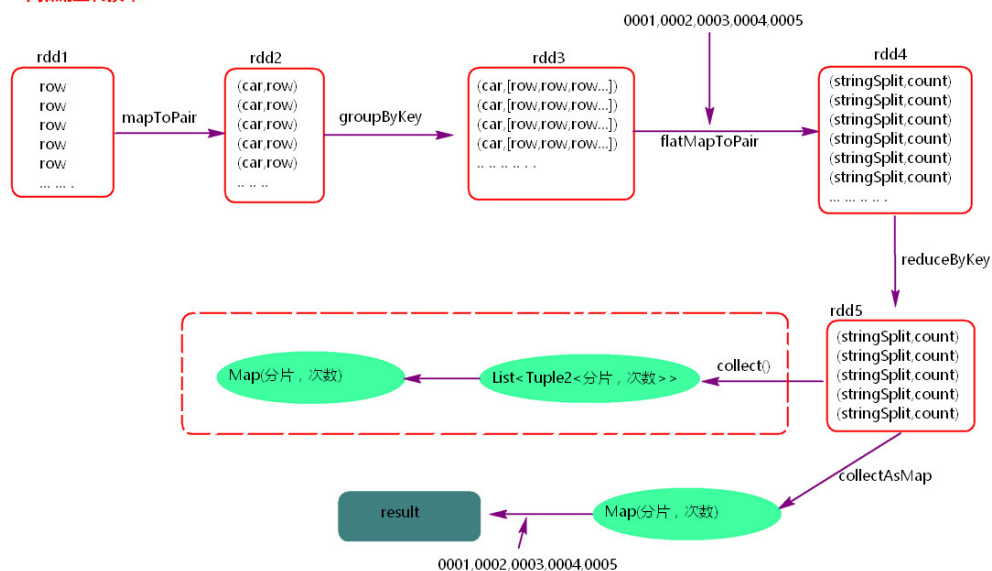 0001,0002,0003,0004,0005
rdd1
row
row
row
row
row
... ... .
mapToPair
rdd2
(car,row)
(car,row)
(car,row)
(car,row)
(car,row)
.. .. ..
groupByKey
rdd3
(car,[row,row,row...])
(car,[row,row,row...])
(car,[row,row,row...])
(car,[row,row,row...])
.. .. .. .. . .
flatMapToPair
rdd4
(stringSplit,count)
(stringSplit,count)
(stringSplit,count)
(stringSplit,count)
(stringSplit,count)
(stringSplit,count)
... ... .. .. .
reduceByKey
rdd5
(stringSplit,count)
(stringSplit,count)
(stringSplit,count)
(stringSplit,count)
(stringSplit,count)
collect()
List<Tuple2<分片，次数>>
Map(分片，次数)
collectAsMap
Map(分片，次数)
result
0001,0002,0003,0004,0005